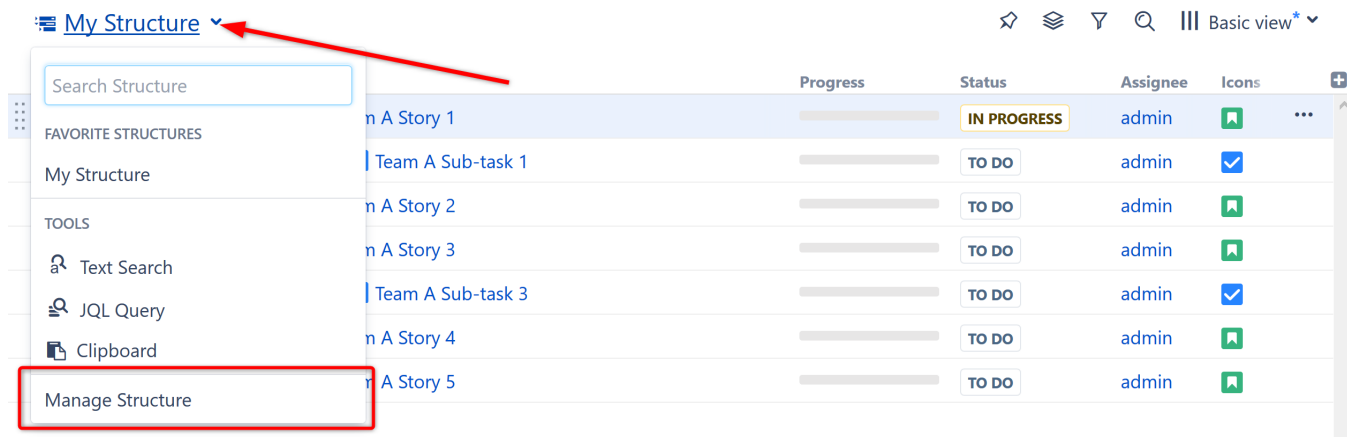 My Structure
Basic view*
Search Structure
Progress Status Assignee Icons
m A Story 1 IN PROGRESS admin
FAVORITE STRUCTURES
Team A Sub-task 1 TO DO admin
My Structure
m A Story 2 TO DO admin
TOOLS
m A Story 3 TO DO admin
Text Search
Team A Sub-task 3 TO DO admin
JQL Query
m A Story 4 TO DO admin
Clipboard
m A Story 5 TO DO admin
Manage Structure